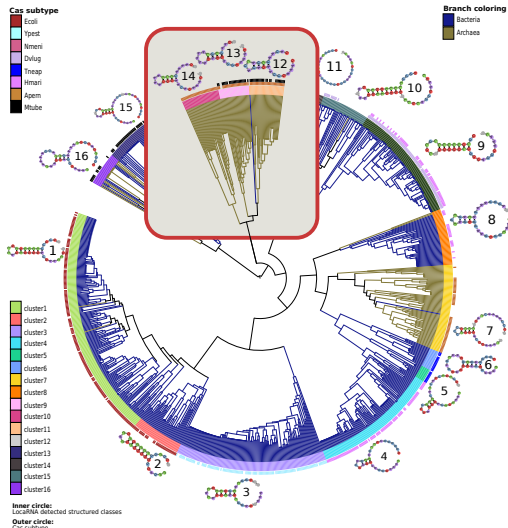 Cas subtype
Ecoli
Ypest
Nmeni
Dvlug
Tneap
Hmari
Apern
Mtube
Branch coloring
Bacteria
Archaea
13
14
12
11
10
15
9
16
8
1
7
6
5
4
2
3
cluster1
cluster2
cluster3
cluster4
cluster5
cluster6
cluster7
cluster8
cluster9
cluster10
cluster11
cluster12
cluster13
cluster14
cluster15
cluster16
Inner circle:
LocaRNA detected structured classes
Outer circle:
Cas subtype